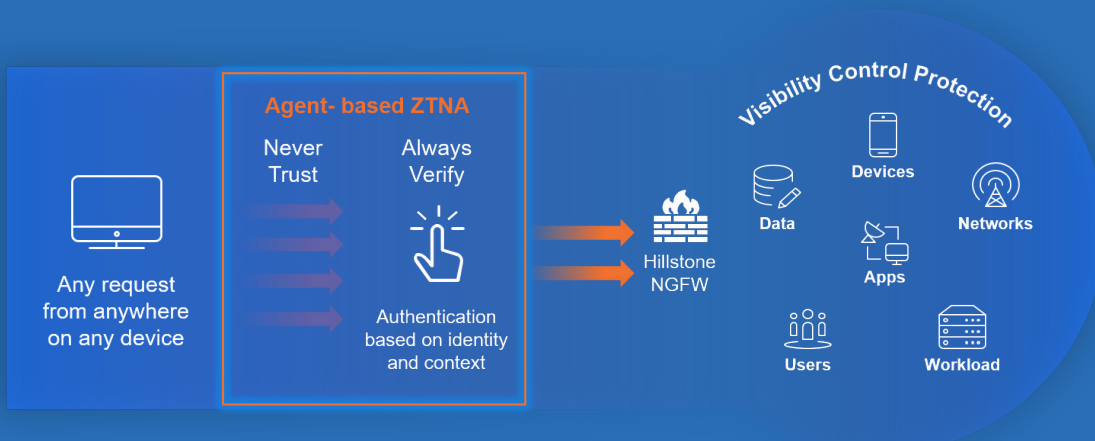 Any request
from anywhere
on any device
Agent- based ZTNA
Never
Trust
Always
Verify
Authentication
based on identity
and context
Hillstone
NGFW
Visibility Control Protection
Devices
Data
Networks
Apps
Users
Workload